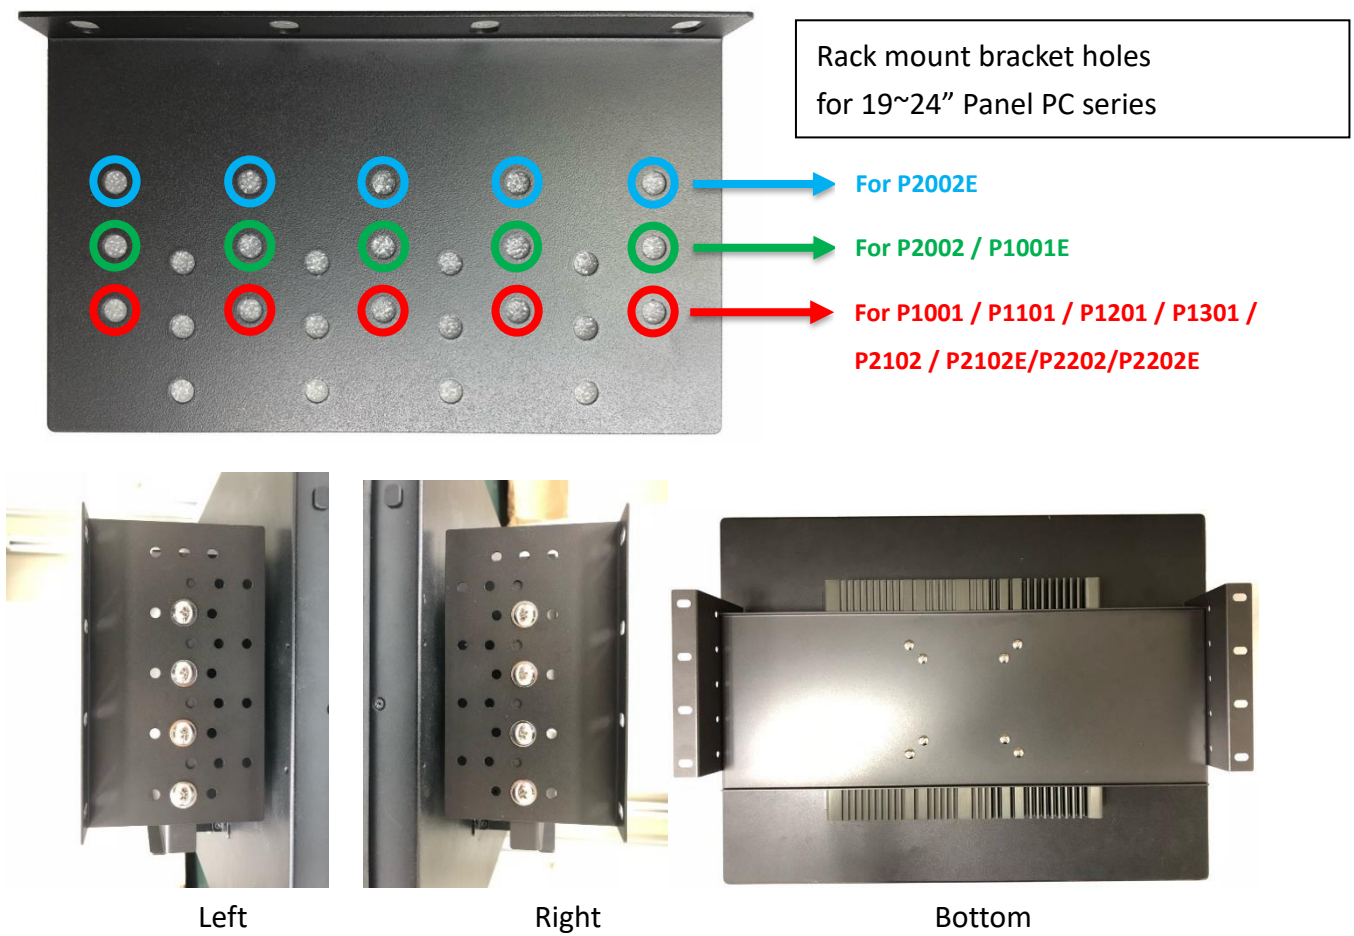 Rack mount bracket holes
for 19~24” Panel PC series
For P2002E
For P2002 / P1001E
For P1001 / P1101 / P1201 / P1301 /
P2102 / P2102E/P2202/P2202E
Left
Right
Bottom